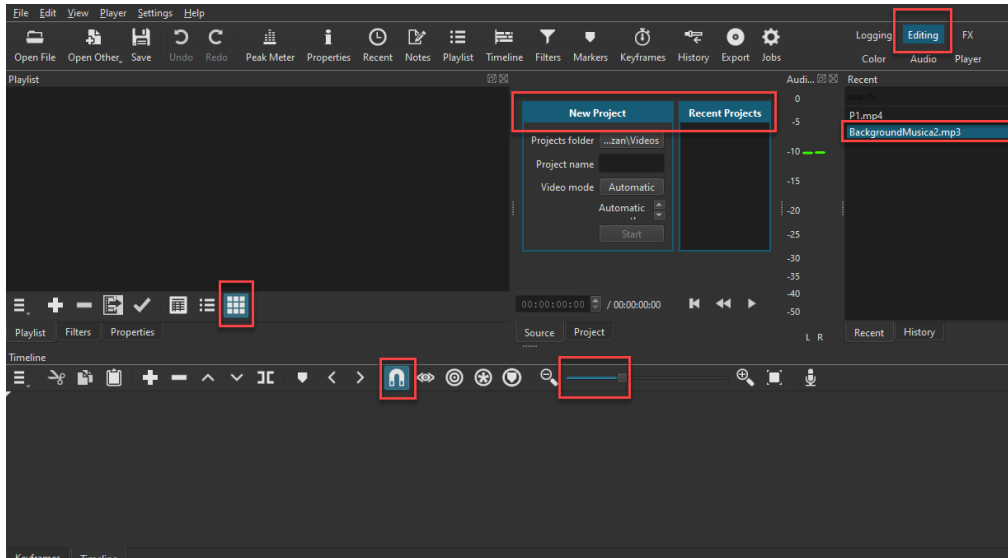 File Edit View Player Settings Help
Open File Open Other... Save Undo Redo Peak Meter Properties Recent Notes Playlist Timeline Filters Markers Keyframes History Export Jobs
Logging Editing FX
Color Audio Player
Playlist
Audi...
Recent
search
New Project
Recent Projects
Projects folder ...zan\Videos
Project name
Video mode Automatic
Automatic
Start
0
-5
-10
-15
-20
-25
-30
-35
-40
-50
L R
P1.mp4
BackgroundMusica2.mp3
00:00:00:00 / 00:00:00:00
Playlist Filters Properties
Source Project
Recent History
Timeline
Keyframes Timeline